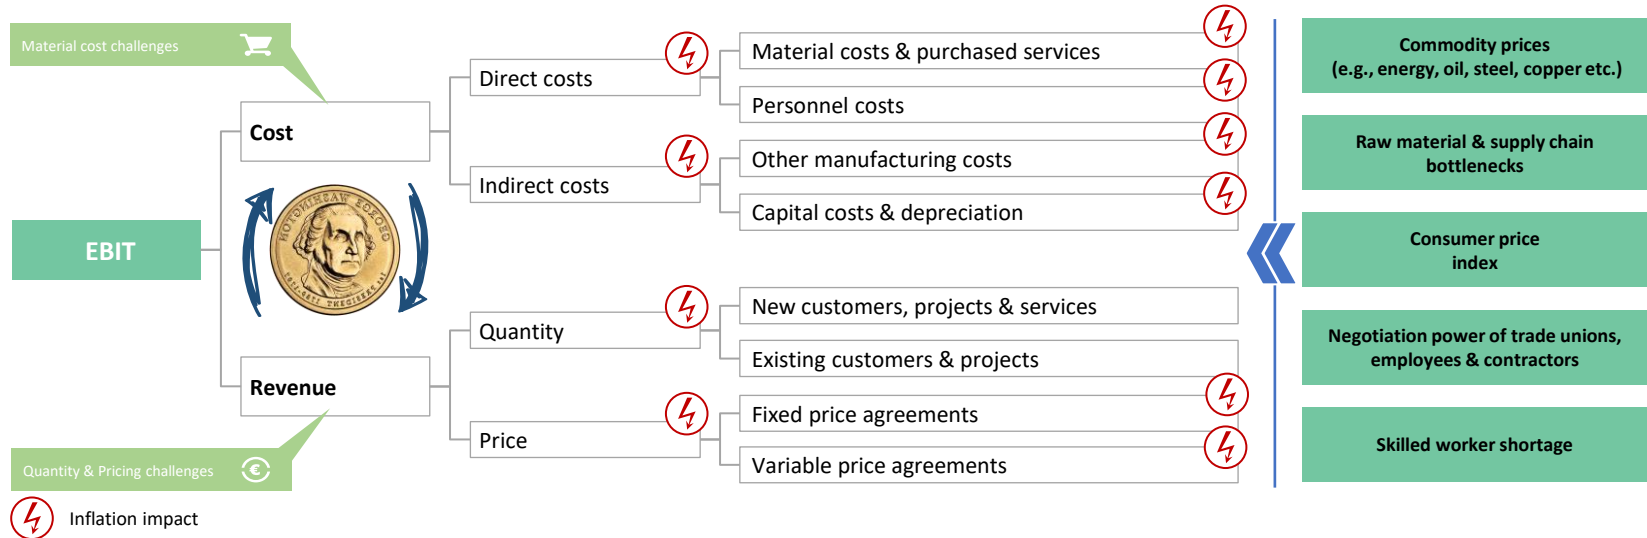 Material cost challenges
EBIT
Cost
GEORGE WASHINGTON
Revenue
Quantity & Pricing challenges
€
Inflation impact
Direct costs
Indirect costs
Quantity
Price
Material costs & purchased services
Personnel costs
Other manufacturing costs
Capital costs & depreciation
New customers, projects & services
Existing customers & projects
Fixed price agreements
Variable price agreements
Commodity prices
(e.g., energy, oil, steel, copper etc.)
Raw material & supply chain
bottlenecks
Consumer price
index
Negotiation power of trade unions,
employees & contractors
Skilled worker shortage